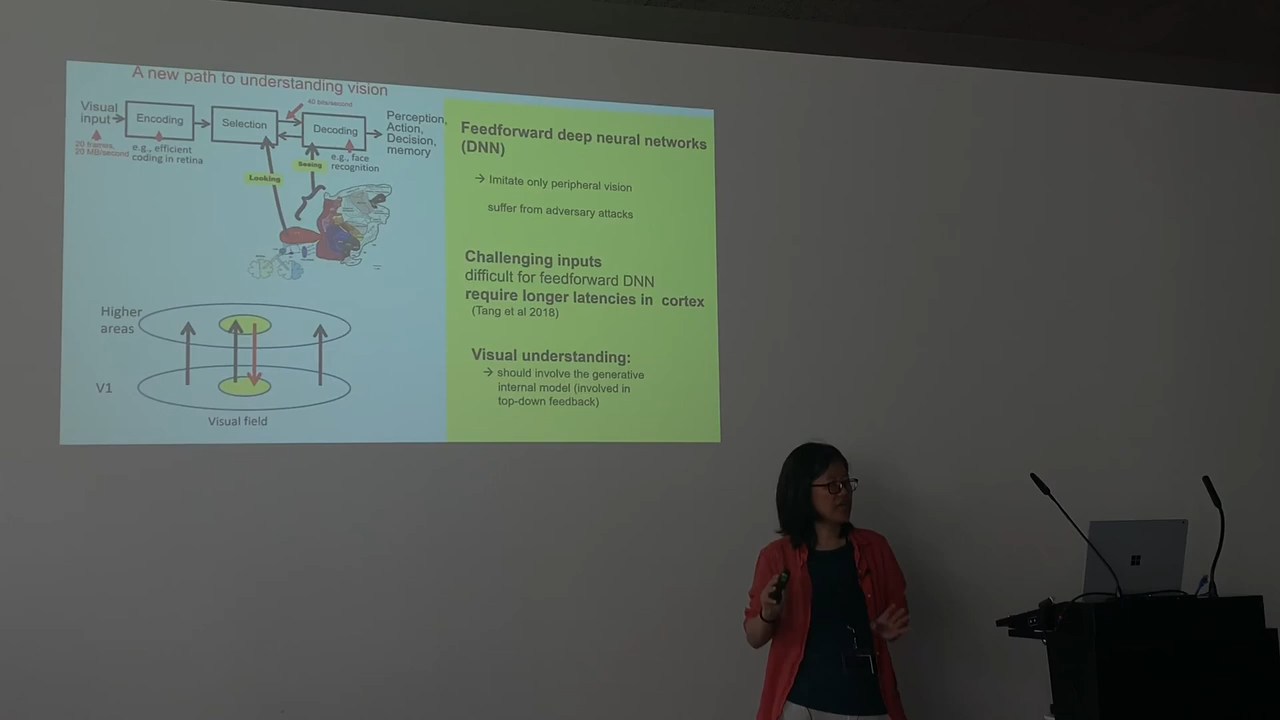 A new path to understanding vision
Visual
input
Encoding
Selection
Decoding
40 bits/second
Perception,
Action,
Decision,
memory
20 frames,
20 MB/second
e.g., efficient
coding in retina
Looking
Seeing
e.g., face
recognition
Higher
areas
V1
Visual field
Feedforward deep neural networks
(DNN)
→ Imitate only peripheral vision
suffer from adversary attacks
Challenging inputs
difficult for feedforward DNN
require longer latencies in cortex
(Tang et al 2018)
Visual understanding:
→ should involve the generative
internal model (involved in
top-down feedback)